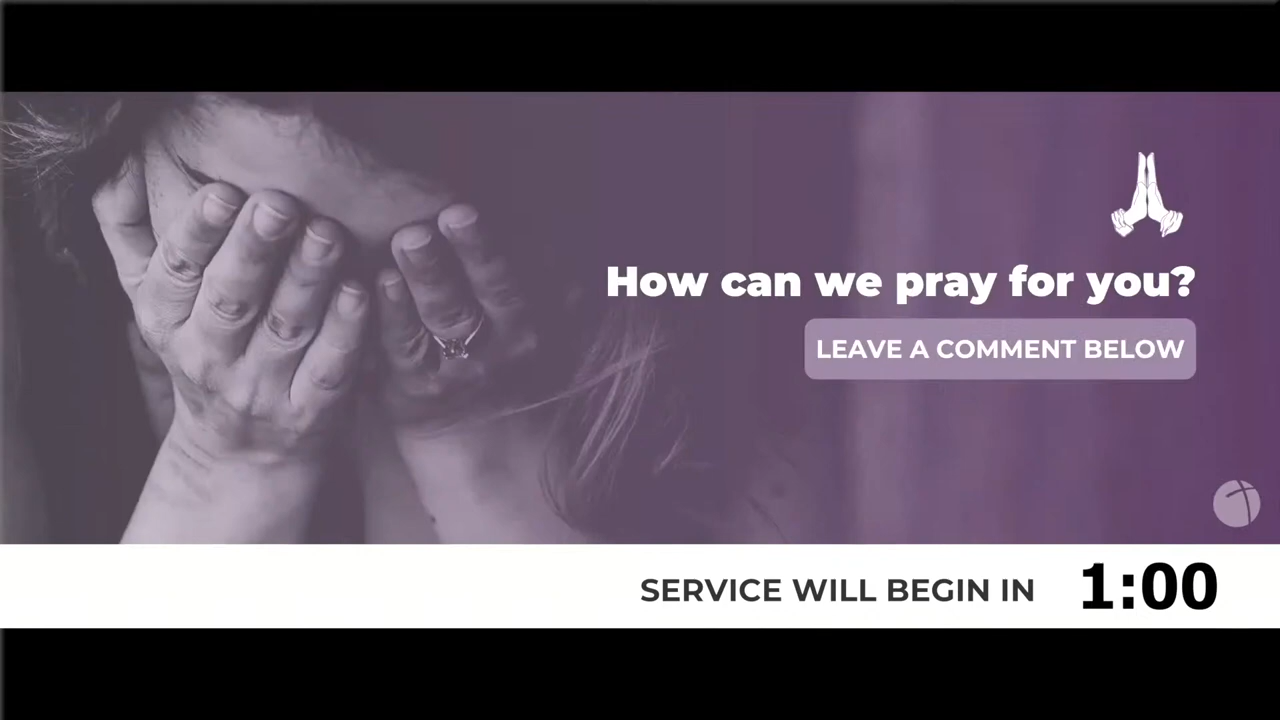 How can we pray for you?
LEAVE A COMMENT BELOW
SERVICE WILL BEGIN IN 1:00